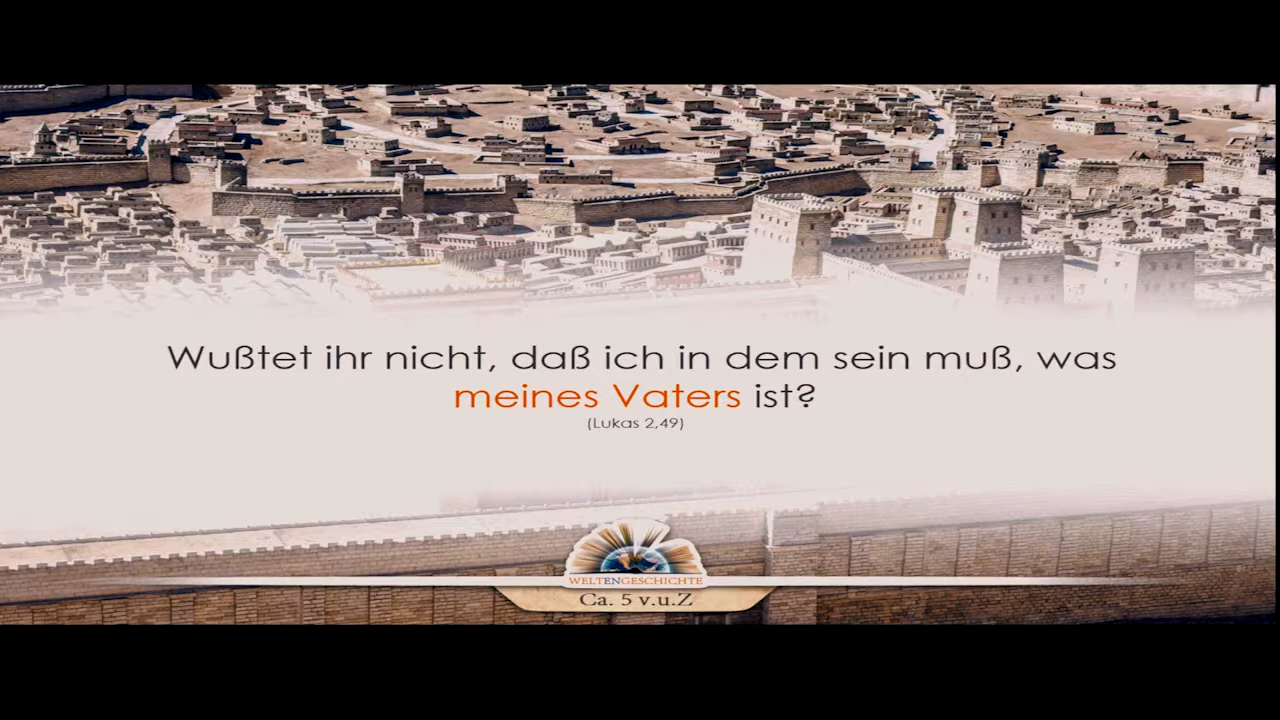 Wußtet ihr nicht, daß ich in dem sein muß, was
meines Vaters ist?
(Lukas 2,49)
WELTENGESCHICHTE
Ca. 5 v.u.Z